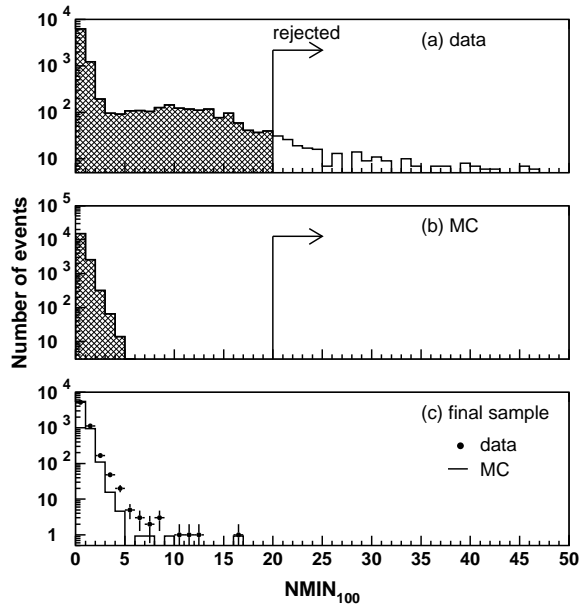 Number of events
10^4
10^3
10^2
10
rejected
(a) data
10^5
10^4
10^3
10^2
10
(b) MC
10^4
10^3
10^2
10
1
(c) final sample
data
MC
0 5 10 15 20 25 30 35 40 45 50
NMIN_100